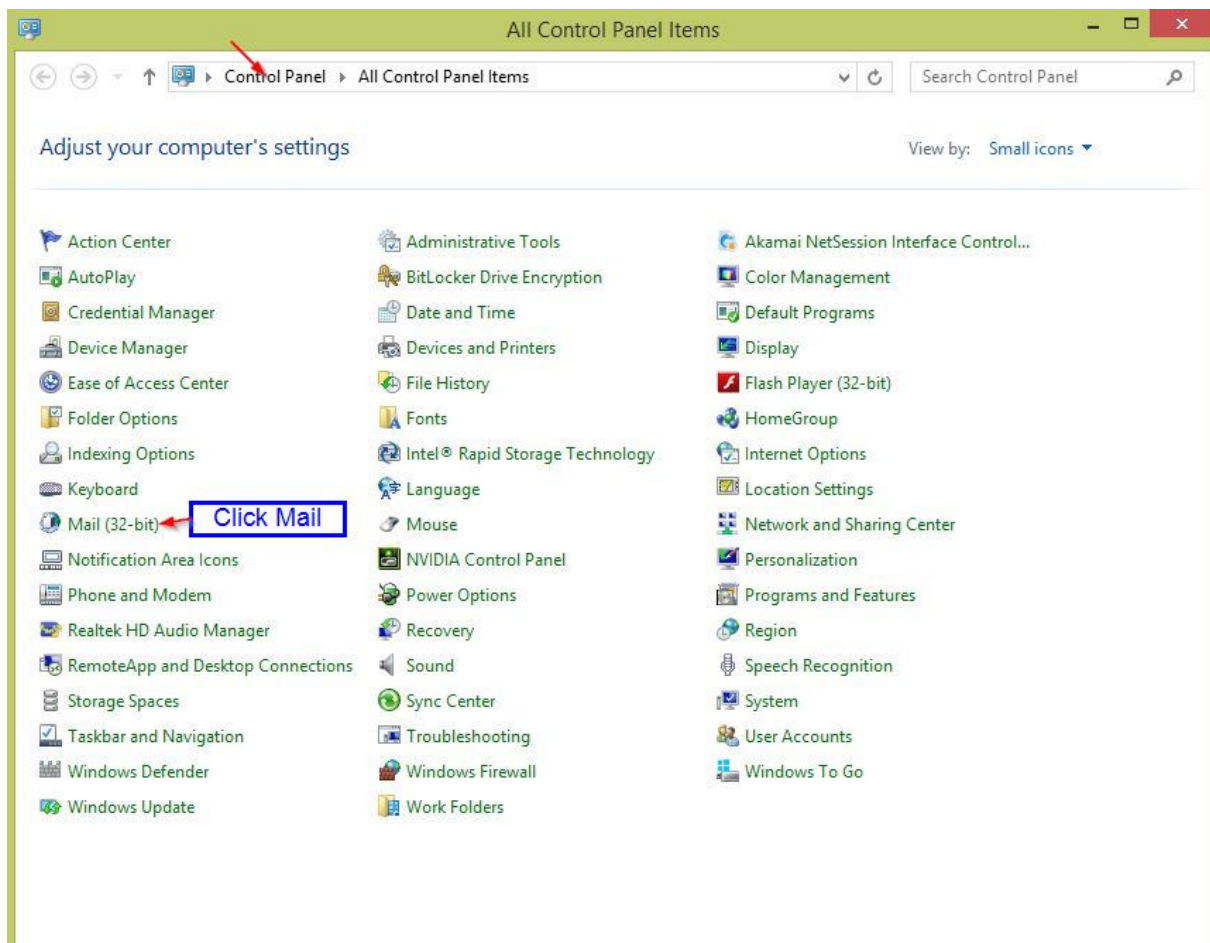 All Control Panel Items
Control Panel All Control Panel Items
Search Control Panel
Adjust your computer's settings
View by: Small icons
Action Center
Administrative Tools
Akamai NetSession Interface Control...
AutoPlay
BitLocker Drive Encryption
Color Management
Credential Manager
Date and Time
Default Programs
Device Manager
Devices and Printers
Display
Ease of Access Center
File History
Flash Player (32-bit)
Folder Options
Fonts
HomeGroup
Indexing Options
Intel® Rapid Storage Technology
Internet Options
Keyboard
Language
Location Settings
Mail (32-bit)
Click Mail
Mouse
Network and Sharing Center
Notification Area Icons
NVIDIA Control Panel
Personalization
Phone and Modem
Power Options
Programs and Features
Realtek HD Audio Manager
Recovery
Region
RemoteApp and Desktop Connections
Sound
Speech Recognition
Storage Spaces
Sync Center
System
Taskbar and Navigation
Troubleshooting
User Accounts
Windows Defender
Windows Firewall
Windows To Go
Windows Update
Work Folders